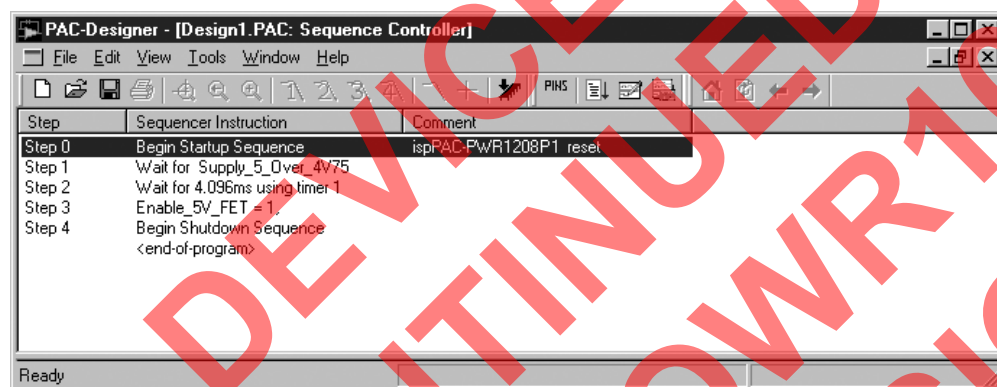 PAC-Designer - [Design1.PAC: Sequence Controller]
File Edit View Tools Window Help
PINS
Step Sequencer Instruction Comment
Step 0 Begin Startup Sequence ispPAC-PWR1208P1 reset
Step 1 Wait for Supply_5_Over_4V75
Step 2 Wait for 4.096ms using timer 1
Step 3 Enable_5V_FET = 1,
Step 4 Begin Shutdown Sequence
<end-of-program>
Ready
DEVICE
TINUED
OWR1